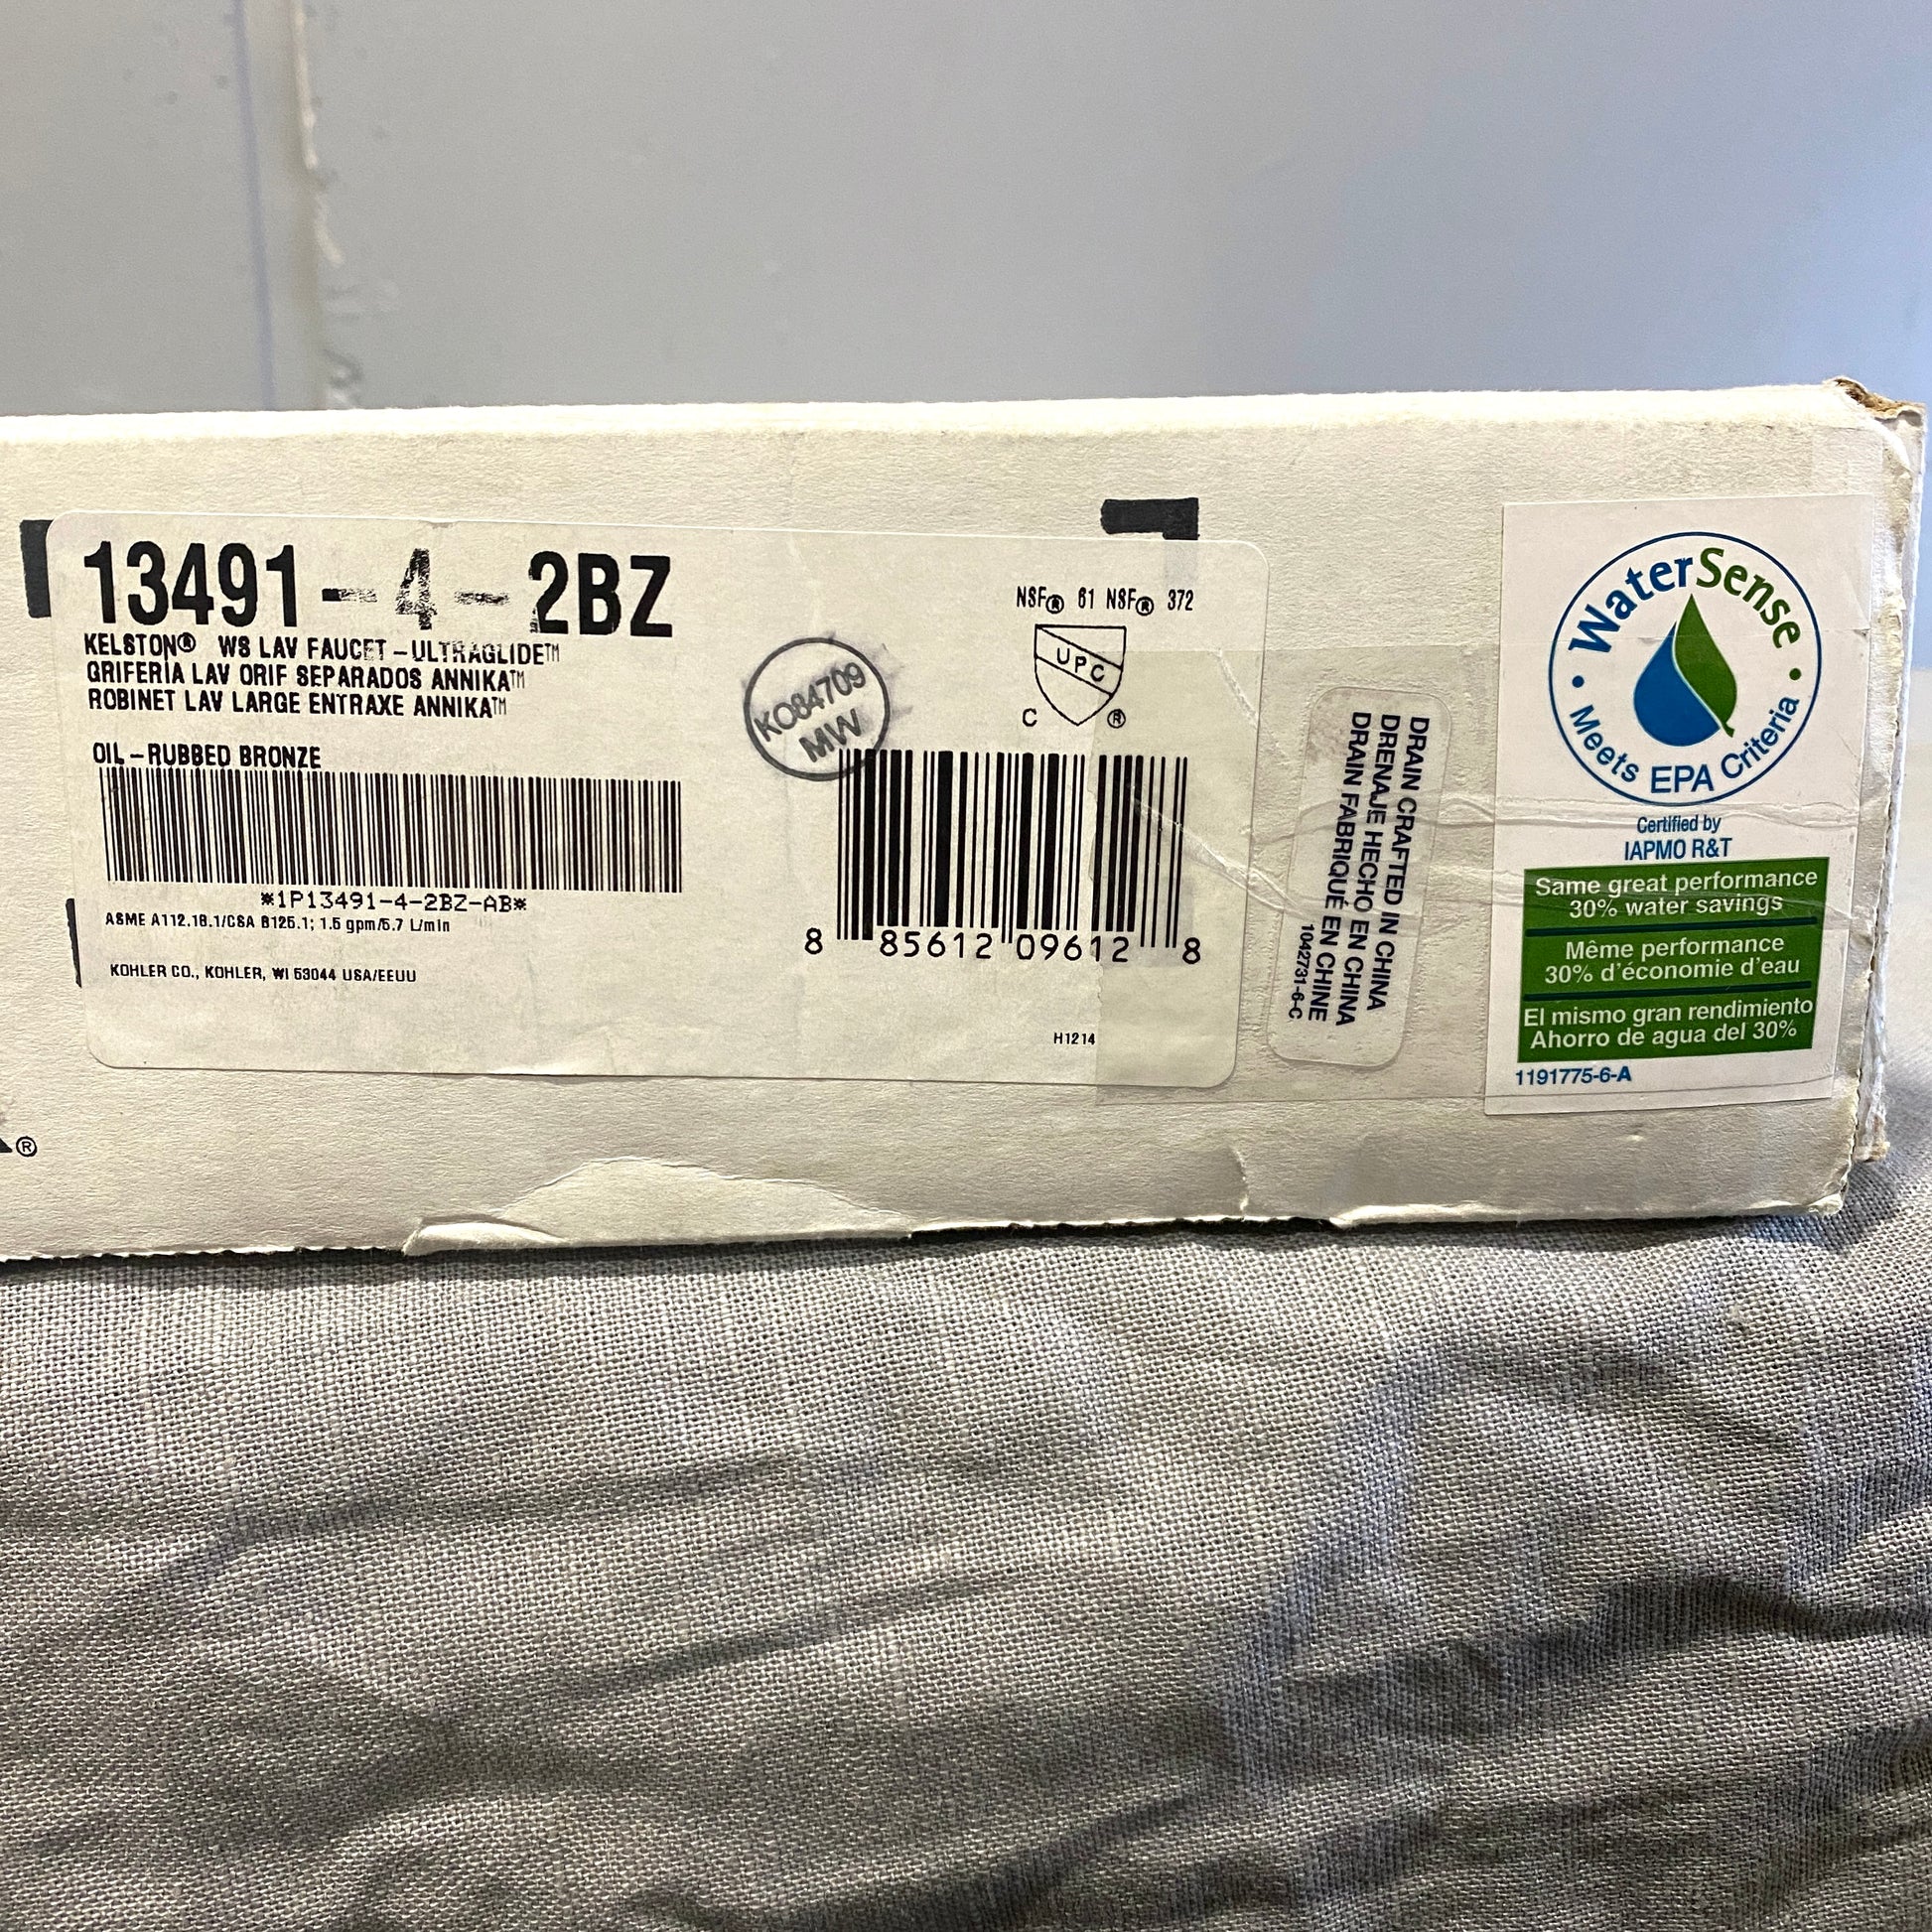 13491-4-2BZ
KELSTON® WS LAV FAUCET-ULTRAGLIDE™
GRIFERIA LAV ORIF SEPARADOS ANNIKA™
ROBINET LAV LARGE ENTRAXE ANNIKA™
OIL-RUBBED BRONZE
*1P13491-4-2BZ-AB*
ASME A112.18.1/CSA B125.1; 1.5 gpm/5.7 L/min
KOHLER CO., KOHLER, WI 53044 USA/EEUU
K084709
MW
NSF® 61 NSF® 372
UPC
C ®
8 85612 09612 8
H1214
DRAIN CRAFTED IN CHINA
DRENAJE HECHO EN CHINA
DRAIN FABRIQUÉ EN CHINE
1042731-6-C
WaterSense
Meets EPA Criteria
Certified by
IAPMO R&T
Same great performance
30% water savings
Même performance
30% d'économie d'eau
El mismo gran rendimiento
Ahorro de agua del 30%
1191775-6-A
®